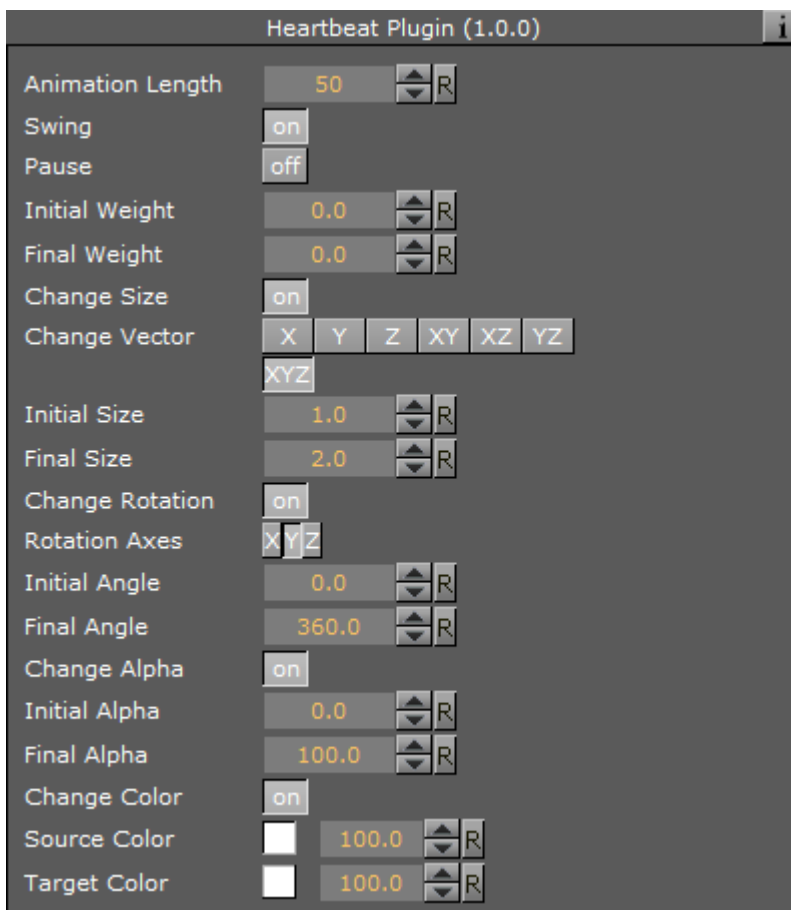 Heartbeat Plugin (1.0.0) i
Animation Length 50 R
Swing on
Pause off
Initial Weight 0.0 R
Final Weight 0.0 R
Change Size on
Change Vector X Y Z XY XZ YZ
XYZ
Initial Size 1.0 R
Final Size 2.0 R
Change Rotation on
Rotation Axes X Y Z
Initial Angle 0.0 R
Final Angle 360.0 R
Change Alpha on
Initial Alpha 0.0 R
Final Alpha 100.0 R
Change Color on
Source Color 100.0 R
Target Color 100.0 R